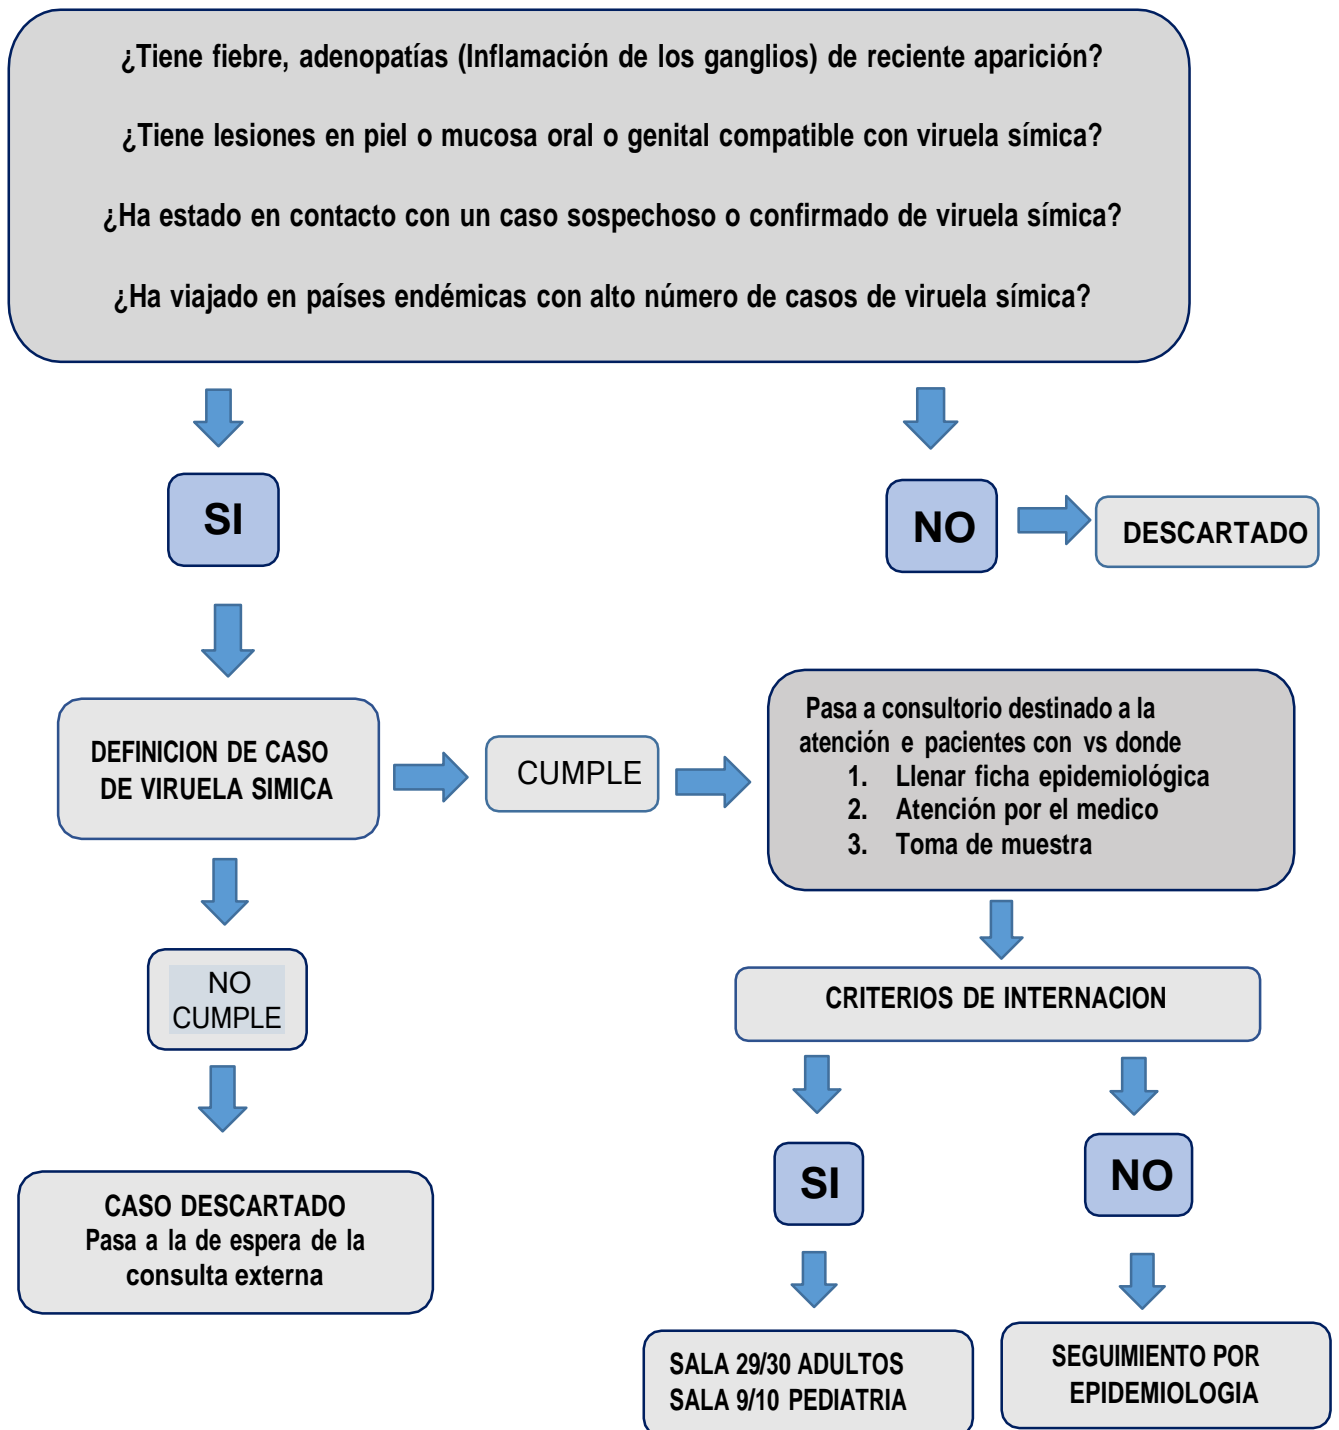 ¿Tiene fiebre, adenopatías (Inflamación de los ganglios) de reciente aparición?
¿Tiene lesiones en piel o mucosa oral o genital compatible con viruela símica?
¿Ha estado en contacto con un caso sospechoso o confirmado de viruela símica?
¿Ha viajado en países endémicas con alto número de casos de viruela símica?
SI
NO
DESCARTADO
DEFINICION DE CASO
DE VIRUELA SIMICA
CUMPLE
Pasa a consultorio destinado a la
atención e pacientes con vs donde
1. Llenar ficha epidemiológica
2. Atención por el medico
3. Toma de muestra
NO
CUMPLE
CRITERIOS DE INTERNACION
CASO DESCARTADO
Pasa a la de espera de la
consulta externa
SI
NO
SALA 29/30 ADULTOS
SALA 9/10 PEDIATRIA
SEGUIMIENTO POR
EPIDEMIOLOGIA